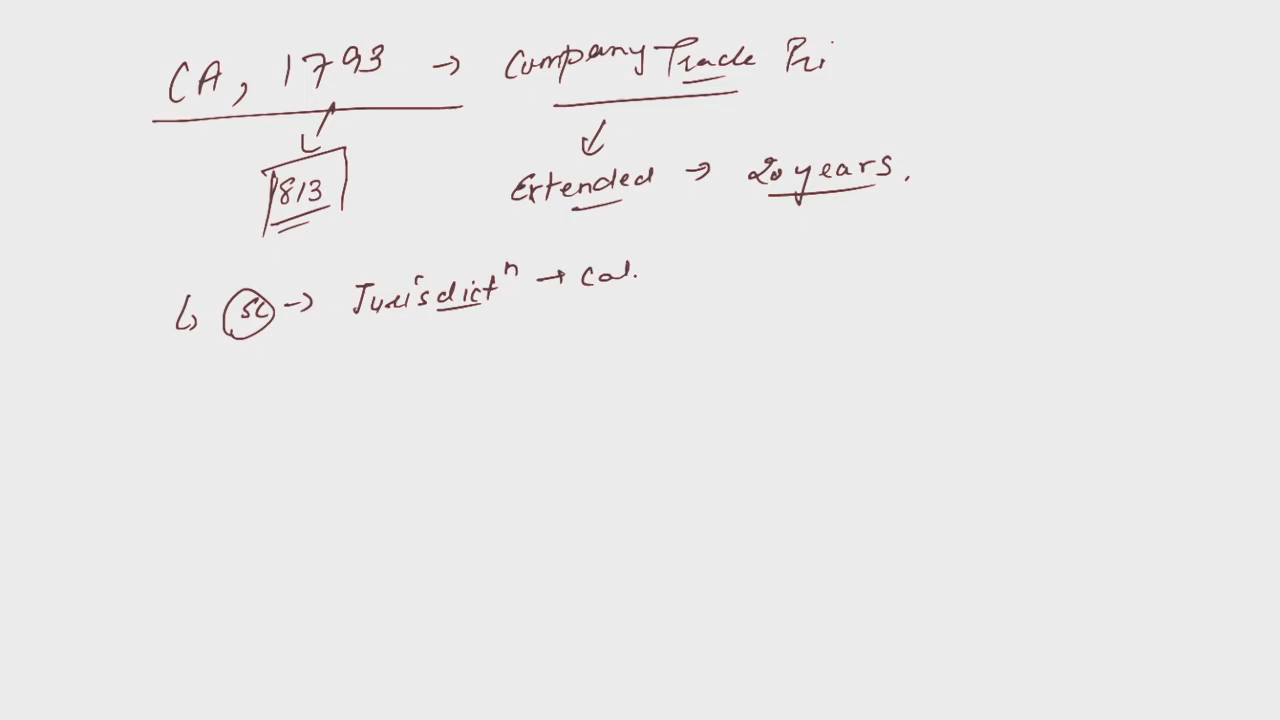 CA, 1793 → Company Trade Pri
1813
Extended → 20 years.
↳ SC → Jurisdictⁿ → Cal.